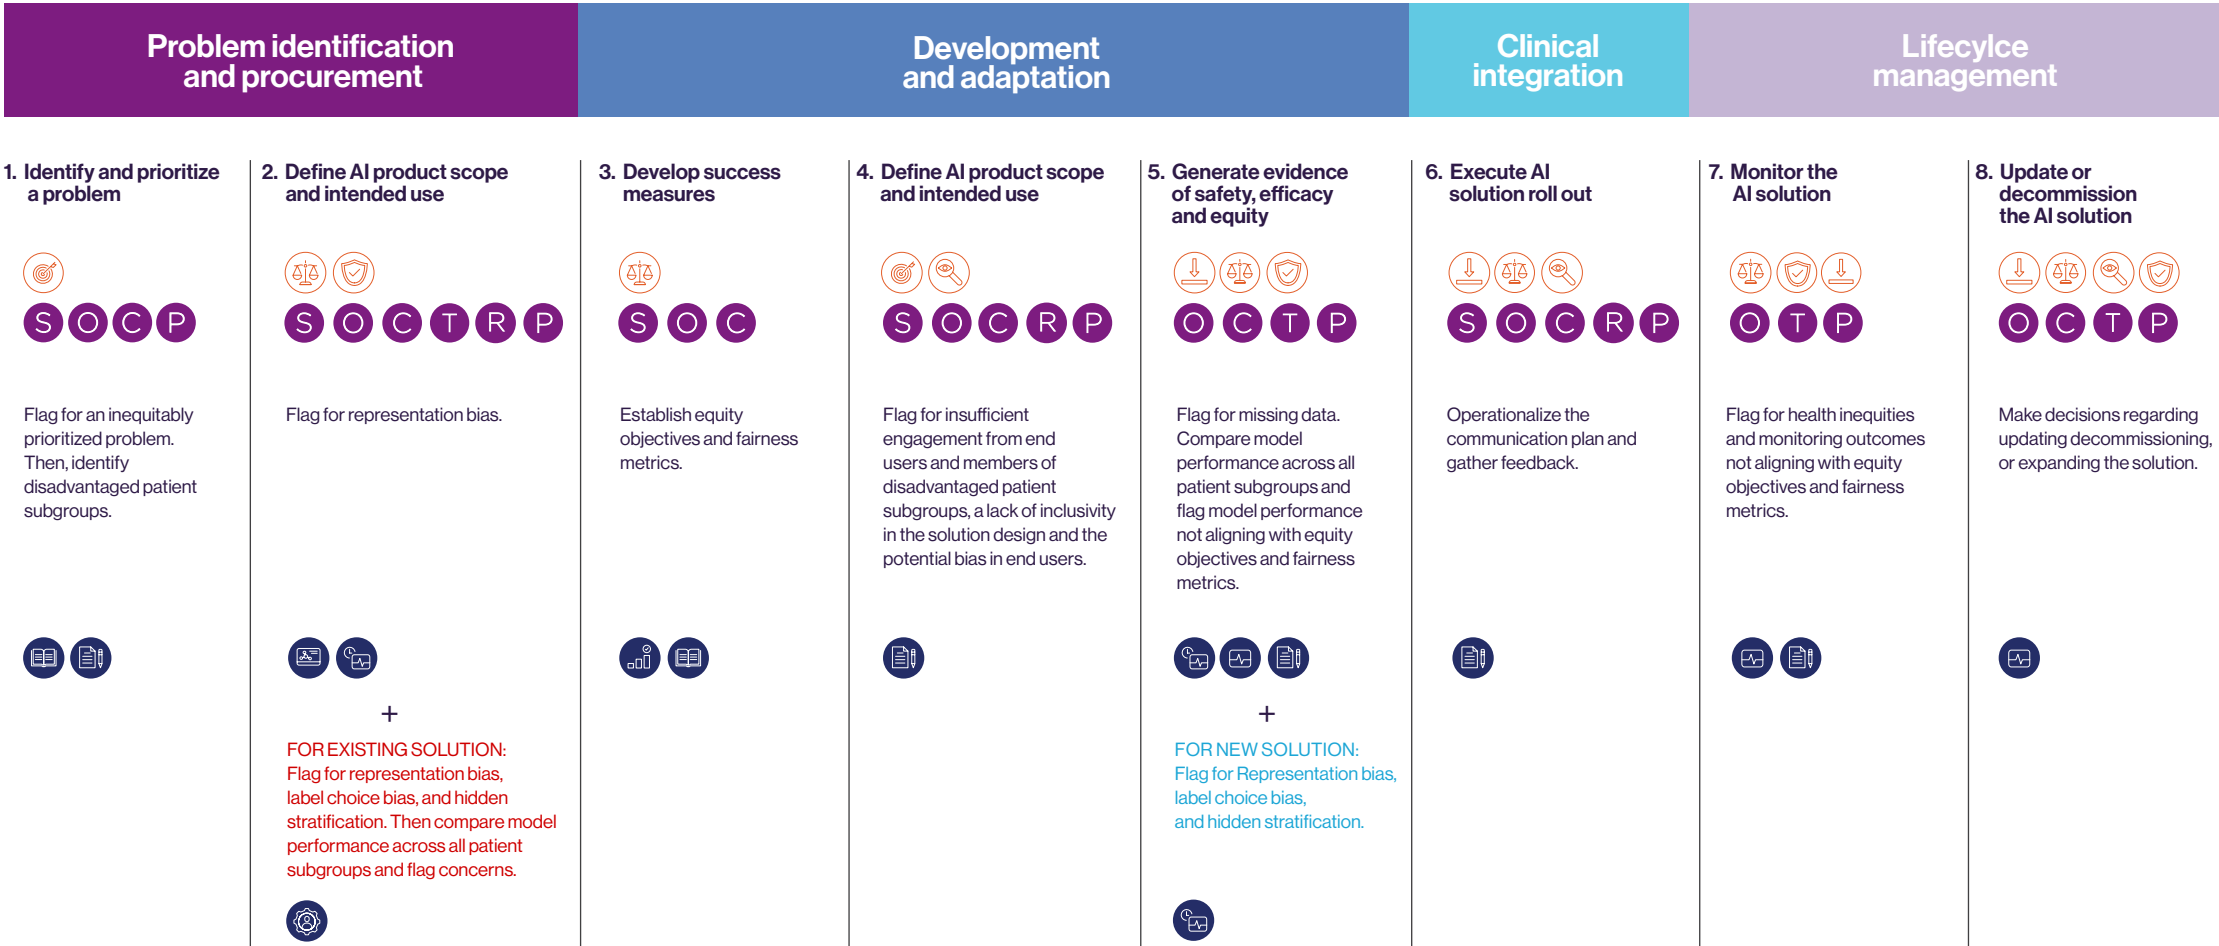 Problem identification
and procurement
Development
and adaptation
Clinical
integration
Lifecylce
management
1. Identify and prioritize
a problem
S O C P
Flag for an inequitably
prioritized problem.
Then, identify
disadvantaged patient
subgroups.
2. Define AI product scope
and intended use
S O C T R P
Flag for representation bias.
+
FOR EXISTING SOLUTION:
Flag for representation bias,
label choice bias, and hidden
stratification. Then compare model
performance across all patient
subgroups and flag concerns.
3. Develop success
measures
S O C
Establish equity
objectives and fairness
metrics.
4. Define AI product scope
and intended use
S O C R P
Flag for insufficient
engagement from end
users and members of
disadvantaged patient
subgroups, a lack of inclusivity
in the solution design and the
potential bias in end users.
5. Generate evidence
of safety, efficacy
and equity
O C T P
Flag for missing data.
Compare model
performance across all
patient subgroups and
flag model performance
not aligning with equity
objectives and fairness
metrics.
+
FOR NEW SOLUTION:
Flag for Representation bias,
label choice bias,
and hidden stratification.
6. Execute AI
solution roll out
S O C R P
Operationalize the
communication plan and
gather feedback.
7. Monitor the
AI solution
O T P
Flag for health inequities
and monitoring outcomes
not aligning with equity
objectives and fairness
metrics.
8. Update or
decommission
the AI solution
O C T P
Make decisions regarding
updating decommissioning,
or expanding the solution.